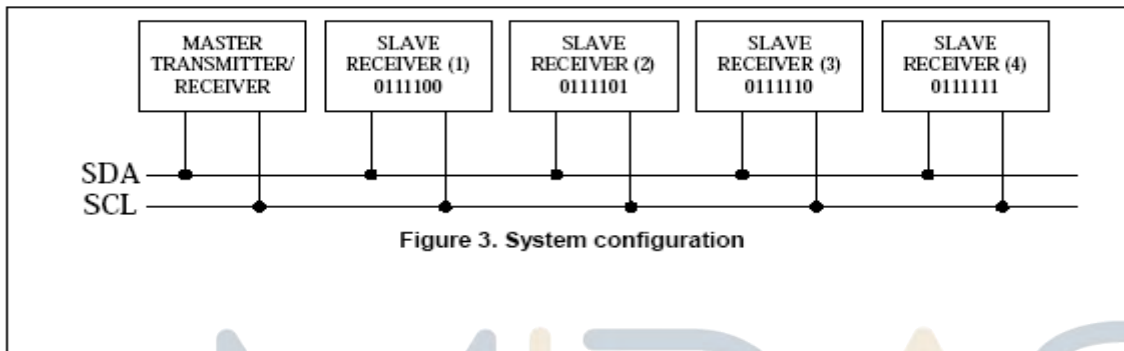 MASTER
TRANSMITTER/
RECEIVER
SLAVE
RECEIVER (1)
0111100
SLAVE
RECEIVER (2)
0111101
SLAVE
RECEIVER (3)
0111110
SLAVE
RECEIVER (4)
0111111
SDA
SCL
Figure 3. System configuration